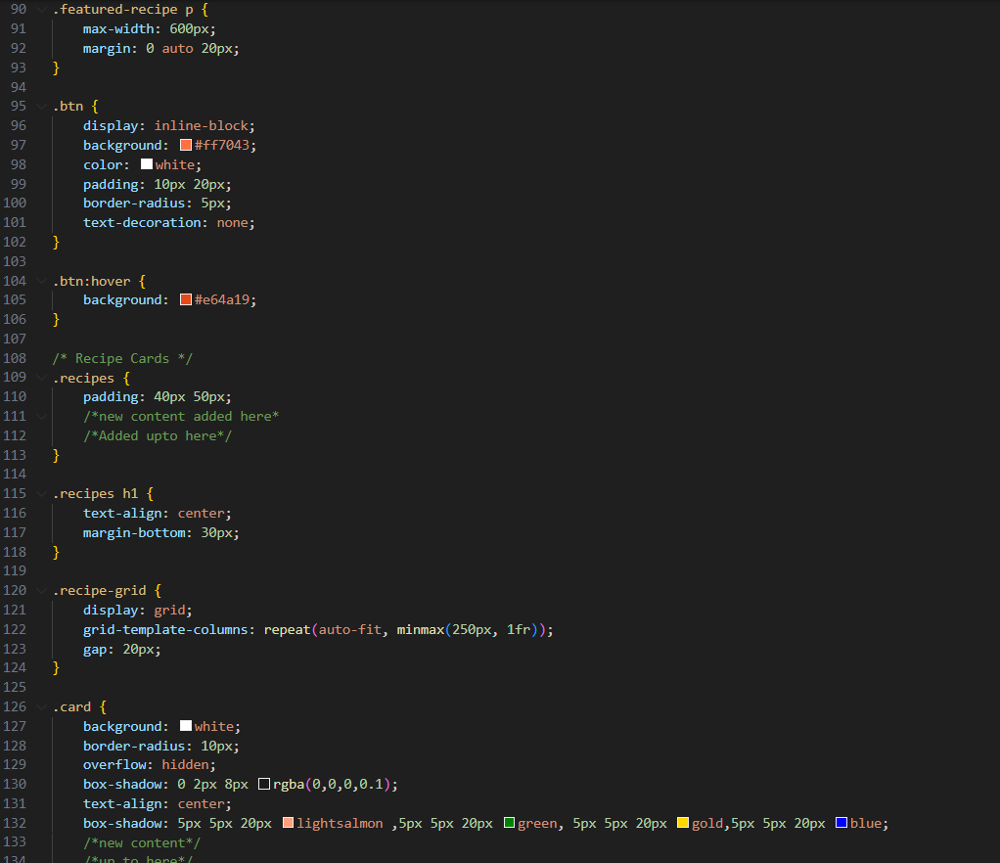 90 .featured-recipe p {
91 max-width: 600px;
92 margin: 0 auto 20px;
93 }
94
95 .btn {
96 display: inline-block;
97 background: #ff7043;
98 color: white;
99 padding: 10px 20px;
100 border-radius: 5px;
101 text-decoration: none;
102 }
103
104 .btn:hover {
105 background: #e64a19;
106 }
107
108 /* Recipe Cards */
109 .recipes {
110 padding: 40px 50px;
111 /*new content added here*
112 /*Added upto here*/
113 }
114
115 .recipes h1 {
116 text-align: center;
117 margin-bottom: 30px;
118 }
119
120 .recipe-grid {
121 display: grid;
122 grid-template-columns: repeat(auto-fit, minmax(250px, 1fr));
123 gap: 20px;
124 }
125
126 .card {
127 background: white;
128 border-radius: 10px;
129 overflow: hidden;
130 box-shadow: 0 2px 8px rgba(0,0,0,0.1);
131 text-align: center;
132 box-shadow: 5px 5px 20px lightsalmon ,5px 5px 20px green, 5px 5px 20px gold,5px 5px 20px blue;
133 /*new content*/
134 /*up to here*/